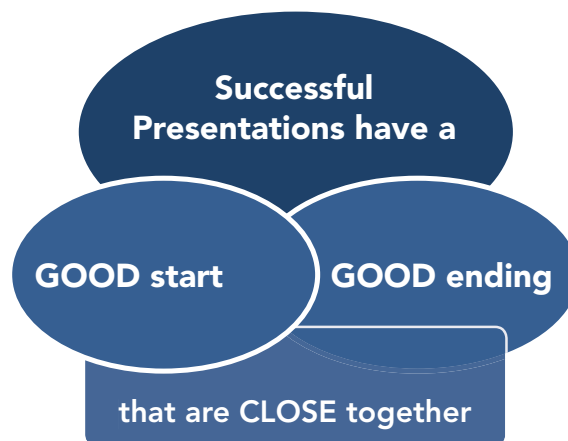 Successful
Presentations have a
GOOD start
GOOD ending
that are CLOSE together